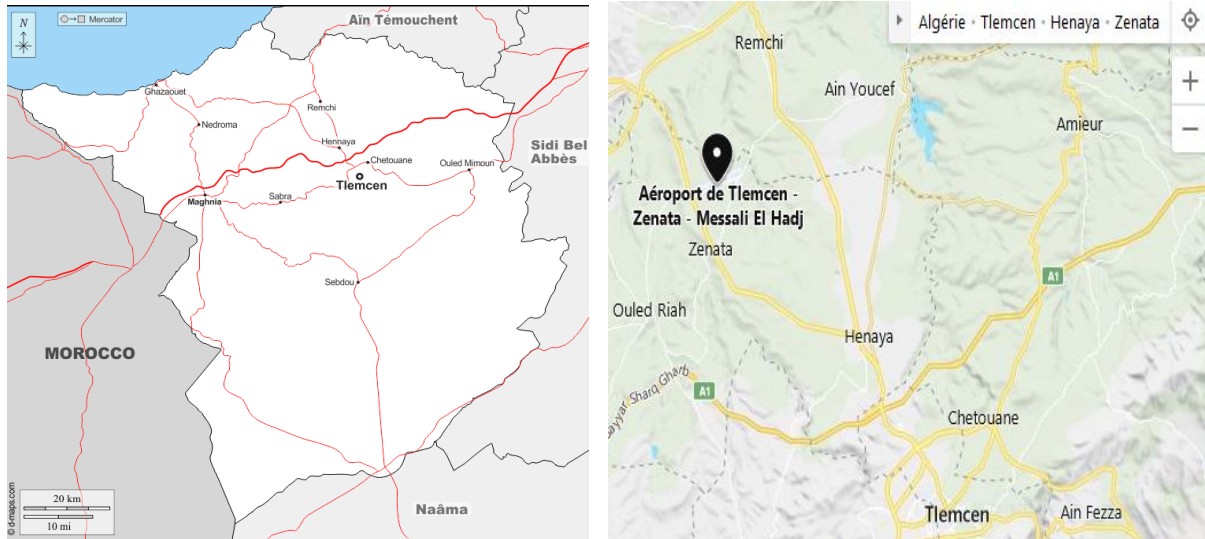 N
Mercator
Aïn Témouchent
Ghazaouet
Remchi
Nedroma
Hennaya
Sidi Bel
Abbès
Chetouane
Ouled Mimoun
Tlemcen
Maghnia
Sabra
Sebdou
MOROCCO
20 km
10 mi
Naâma
© d-maps.com
Algérie • Tlemcen • Henaya • Zenata
Remchi
+
Ain Youcef
Amieur
−
Aéroport de Tlemcen -
Zenata - Messali El Hadj
Zenata
A1
Ouled Riah
Henaya
A1
Chetouane
Tlemcen
Ain Fezza